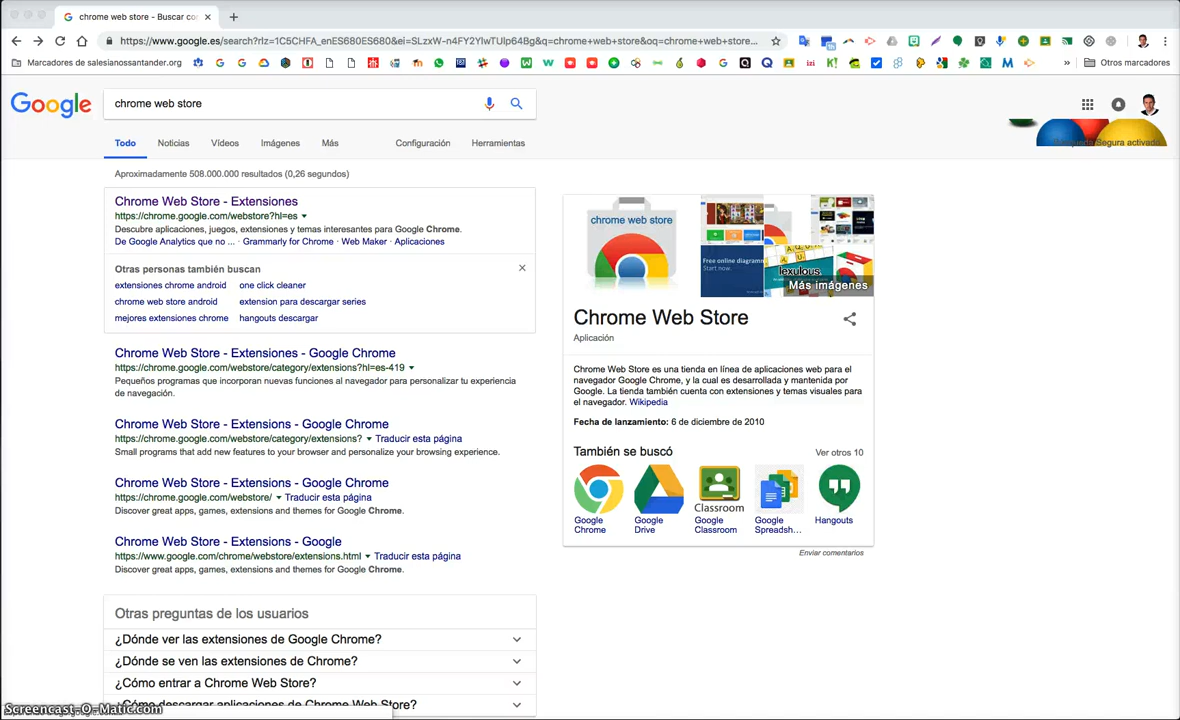 chrome web store - Buscar co
https://www.google.es/search?rlz=1C5CHFA_enES680ES680&ei=SLzxW-n4FY2YlwTUlp64Bg&q=chrome+web+store&oq=chrome+web+store...
Marcadores de salesianossantander.org
Otros marcadores
Google
chrome web store
Todo Noticias Vídeos Imágenes Más Configuración Herramientas
Segura activada
Aproximadamente 508.000.000 resultados (0,26 segundos)
Chrome Web Store - Extensiones
https://chrome.google.com/webstore?hl=es
Descubre aplicaciones, juegos, extensiones y temas interesantes para Google Chrome.
De Google Analytics que no ... · Grammarly for Chrome · Web Maker · Aplicaciones
Otras personas también buscan
extensiones chrome android one click cleaner
chrome web store android extension para descargar series
mejores extensiones chrome hangouts descargar
Chrome Web Store - Extensiones - Google Chrome
https://chrome.google.com/webstore/category/extensions?hl=es-419
Pequeños programas que incorporan nuevas funciones al navegador para personalizar tu experiencia
de navegación.
Chrome Web Store - Extensions - Google Chrome
https://chrome.google.com/webstore/category/extensions? Traducir esta página
Small programs that add new features to your browser and personalize your browsing experience.
Chrome Web Store - Extensions - Google Chrome
https://chrome.google.com/webstore/ Traducir esta página
Discover great apps, games, extensions and themes for Google Chrome.
Chrome Web Store - Extensions - Google
https://www.google.com/chrome/webstore/extensions.html Traducir esta página
Discover great apps, games, extensions and themes for Google Chrome.
Otras preguntas de los usuarios
¿Dónde ver las extensiones de Google Chrome?
¿Dónde se ven las extensiones de Chrome?
¿Cómo entrar a Chrome Web Store?
¿Cómo descargar aplicaciones de Chrome Web Store?
Screencast-O-Matic.com
chrome web store
Free online diagram
Start now.
lexulous
Más imágenes
Chrome Web Store
Aplicación
Chrome Web Store es una tienda en línea de aplicaciones web para el
navegador Google Chrome, y la cual es desarrollada y mantenida por
Google. La tienda también cuenta con extensiones y temas visuales para
el navegador. Wikipedia
Fecha de lanzamiento: 6 de diciembre de 2010
También se buscó
Ver otros 10
Classroom
Google Chrome
Google Drive
Google Classroom
Google Spreadsh...
Hangouts
Enviar comentarios